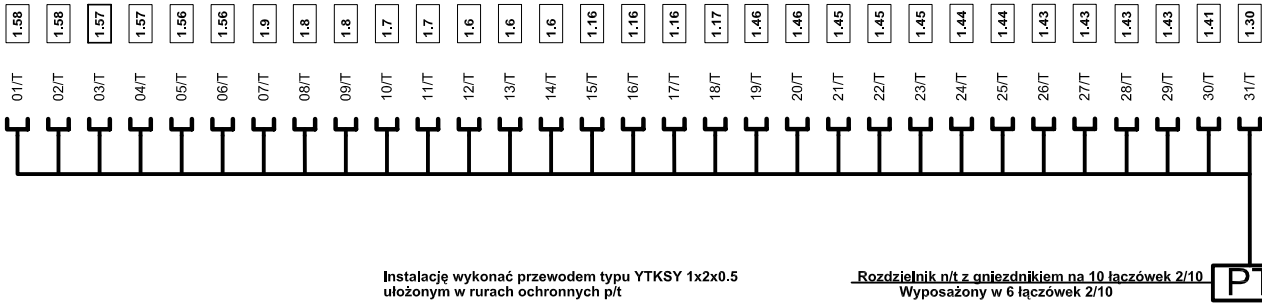 1.58 1.58 1.57 1.57 1.56 1.56 1.9 1.8 1.8 1.7 1.7 1.6 1.6 1.6 1.16 1.16 1.16 1.17 1.46 1.46 1.45 1.45 1.45 1.44 1.44 1.43 1.43 1.43 1.43 1.41 1.30
01/T 02/T 03/T 04/T 05/T 06/T 07/T 08/T 09/T 10/T 11/T 12/T 13/T 14/T 15/T 16/T 17/T 18/T 19/T 20/T 21/T 22/T 23/T 24/T 25/T 26/T 27/T 28/T 29/T 30/T 31/T
Instalację wykonać przewodem typu YTKSY 1x2x0.5
ułożonym w rurach ochronnych p/t
Rozdzielnik n/t z gniezdnikiem na 10 łączówek 2/10
Wyposażony w 6 łączówek 2/10
PT